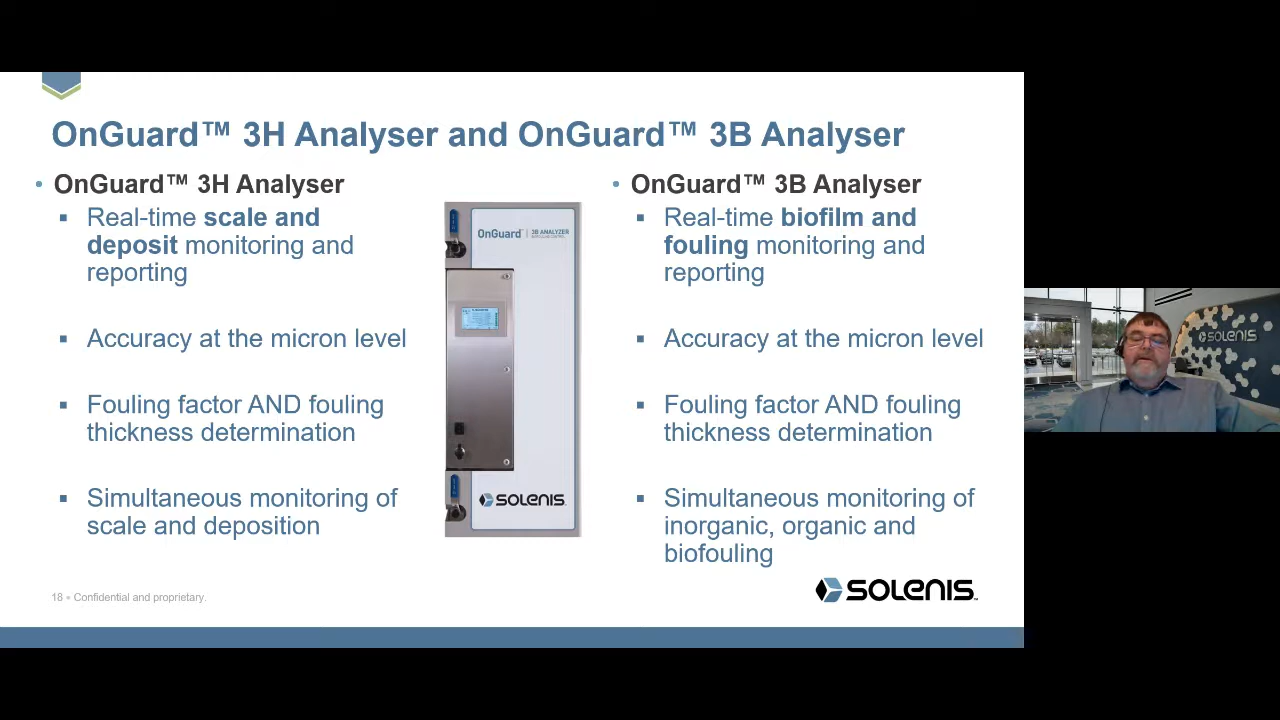 OnGuard™ 3H Analyser and OnGuard™ 3B Analyser
• OnGuard™ 3H Analyser
▪ Real-time scale and
deposit monitoring and
reporting
▪ Accuracy at the micron level
▪ Fouling factor AND fouling
thickness determination
▪ Simultaneous monitoring of
scale and deposition
OnGuard™ | 3B ANALYZER
SOLENIS
• OnGuard™ 3B Analyser
▪ Real-time biofilm and
fouling monitoring and
reporting
▪ Accuracy at the micron level
▪ Fouling factor AND fouling
thickness determination
▪ Simultaneous monitoring of
inorganic, organic and
biofouling
18 • Confidential and proprietary.
SOLENIS™
SOLENIS